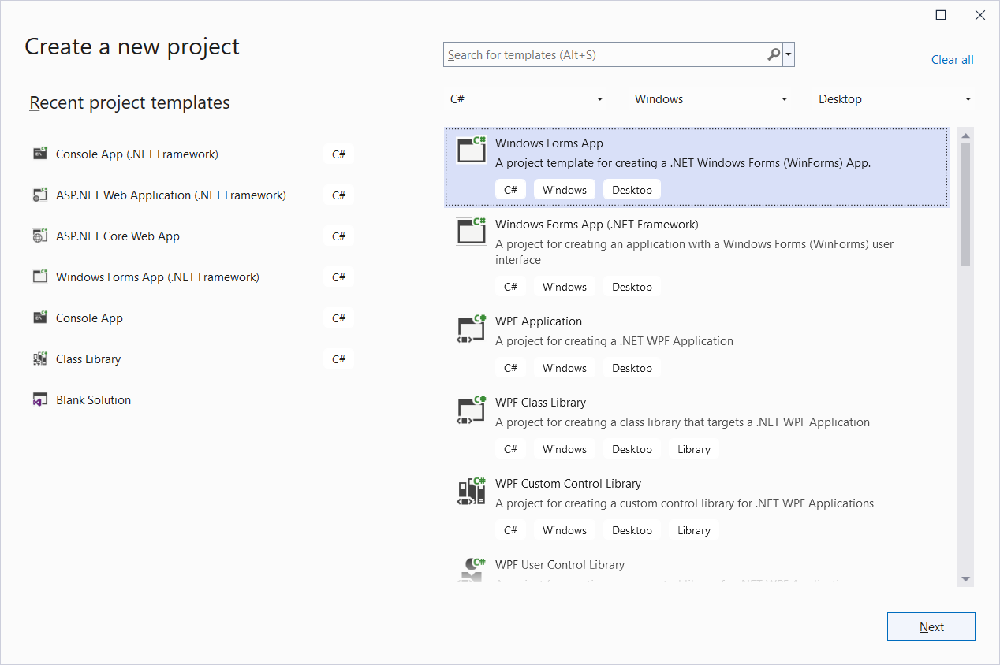 Create a new project
Search for templates (Alt+S)
Clear all
Recent project templates
C#
Windows
Desktop
Console App (.NET Framework)
C#
ASP.NET Web Application (.NET Framework)
C#
ASP.NET Core Web App
C#
Windows Forms App (.NET Framework)
C#
Console App
C#
Class Library
C#
Blank Solution
Windows Forms App
A project template for creating a .NET Windows Forms (WinForms) App.
C# Windows Desktop
Windows Forms App (.NET Framework)
A project for creating an application with a Windows Forms (WinForms) user
interface
C# Windows Desktop
WPF Application
A project for creating a .NET WPF Application
C# Windows Desktop
WPF Class Library
A project for creating a class library that targets a .NET WPF Application
C# Windows Desktop Library
WPF Custom Control Library
A project for creating a custom control library for .NET WPF Applications
C# Windows Desktop Library
WPF User Control Library
Next